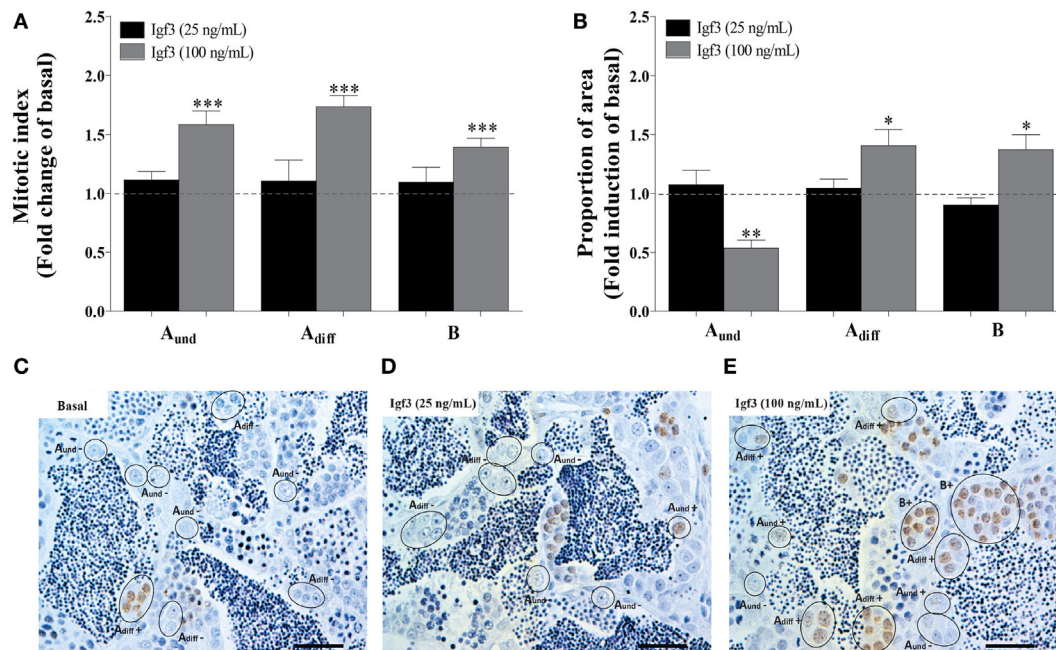 A
Igf3 (25 ng/mL)
Igf3 (100 ng/mL)
Mitotic index
(Fold change of basal)
2.5
2.0
1.5
1.0
0.5
0.0
***
***
***
Aund
Adiff
B
B
Igf3 (25 ng/mL)
Igf3 (100 ng/mL)
Proportion of area
(Fold induction of basal)
2.5
2.0
1.5
1.0
0.5
0.0
**
*
*
Aund
Adiff
B
C
Basal
Adiff -
Aund -
Aund -
Aund -
Aund -
Adiff -
Adiff +
Adiff -
D
Igf3 (25 ng/mL)
Adiff -
Aund -
Adiff -
Aund +
Aund -
Aund -
E
Igf3 (100 ng/mL)
Adiff +
Adiff +
B+
B+
Aund +
Adiff +
Aund -
Aund +
Adiff +
Adiff +
Aund -